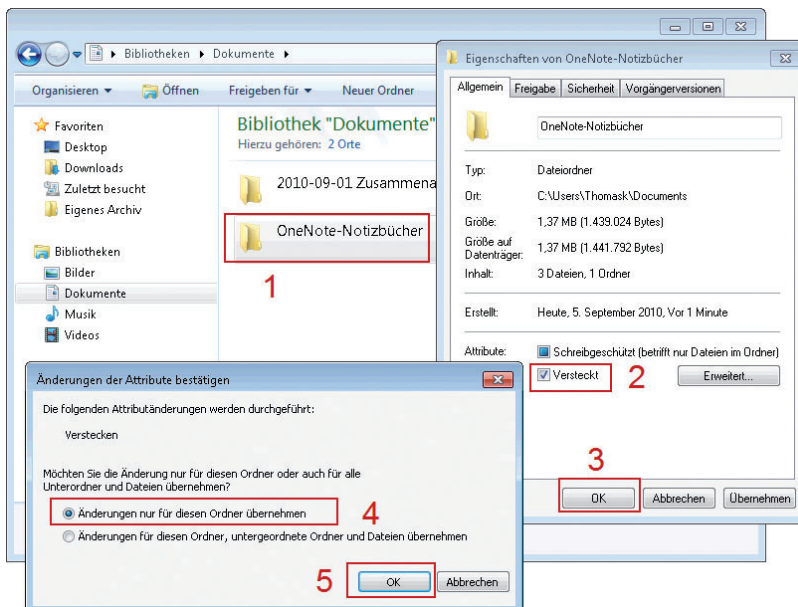 Bibliotheken
Dokumente
Organisieren
Öffnen
Freigeben für
Neuer Ordner
Favoriten
Desktop
Downloads
Zuletzt besucht
Eigenes Archiv
Bibliotheken
Bilder
Dokumente
Musik
Videos
Bibliothek "Dokumente"
Hierzu gehören: 2 Orte
2010-09-01 Zusammena
OneNote-Notizbücher
1
Eigenschaften von OneNote-Notizbücher
Allgemein Freigabe Sicherheit Vorgängerversionen
OneNote-Notizbücher
Typ: Dateiordner
Ort: C:\Users\Thomask\Documents
Größe: 1,37 MB (1.439.024 Bytes)
Größe auf
Datenträger: 1,37 MB (1.441.792 Bytes)
Inhalt: 3 Dateien, 1 Ordner
Erstellt: Heute, 5. September 2010, Vor 1 Minute
Attribute: Schreibgeschützt (betrifft nur Dateien im Ordner)
Versteckt 2 Erweitert...
3
OK Abbrechen Übernehmen
Änderungen der Attribute bestätigen
Die folgenden Attributänderungen werden durchgeführt:
Verstecken
Möchten Sie die Änderung nur für diesen Ordner oder auch für alle
Unterordner und Dateien übernehmen?
Änderungen nur für diesen Ordner übernehmen 4
Änderungen für diesen Ordner, untergeordnete Ordner und Dateien übernehmen
5 OK Abbrechen